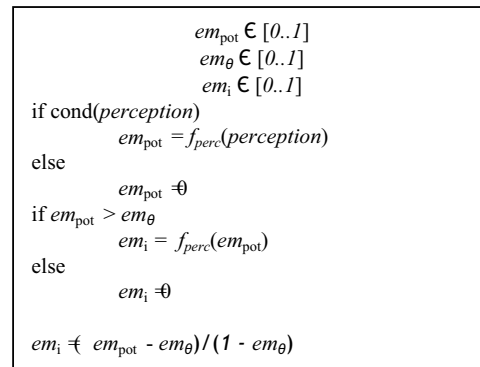 em_pot ϵ [0..1]
em_θ ϵ [0..1]
em_i ϵ [0..1]
if cond(perception)
em_pot = f_perc(perception)
else
em_pot =0
if em_pot > em_θ
em_i = f_perc(em_pot)
else
em_i =0
em_i =( em_pot - em_θ)/(1 - em_θ)